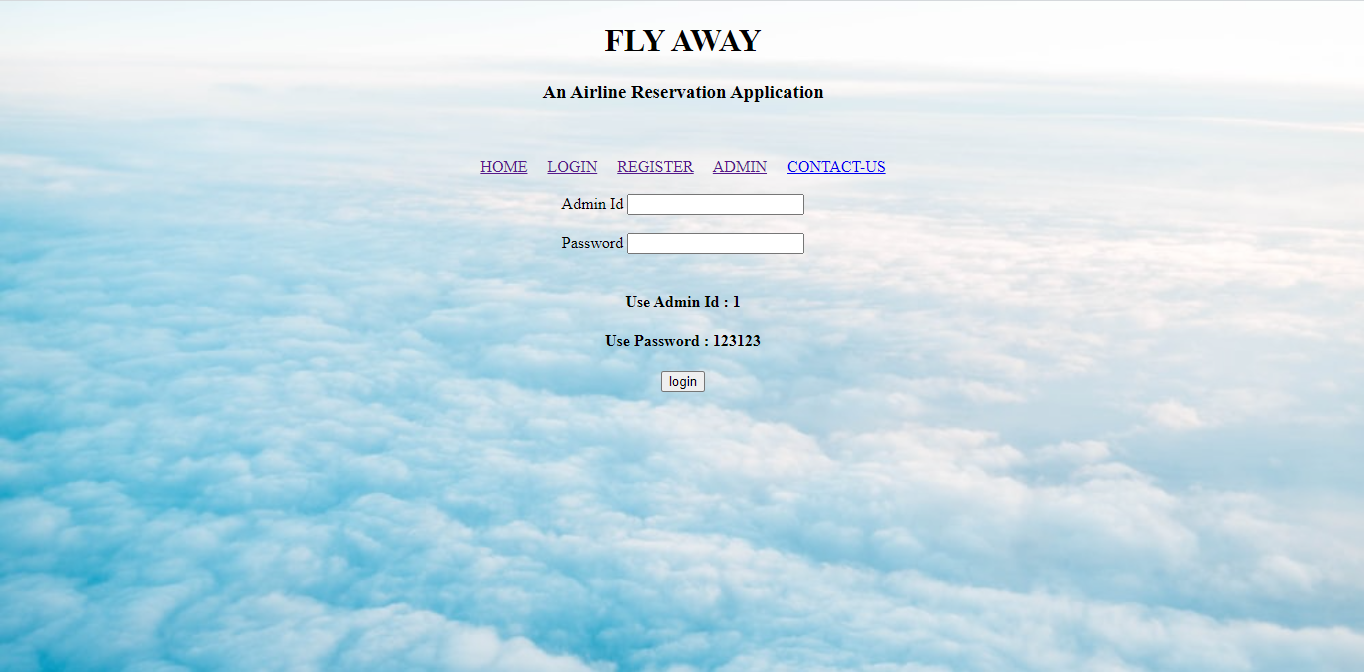 FLY AWAY
An Airline Reservation Application
HOME LOGIN REGISTER ADMIN CONTACT-US
Admin Id
Password
Use Admin Id : 1
Use Password : 123123
login